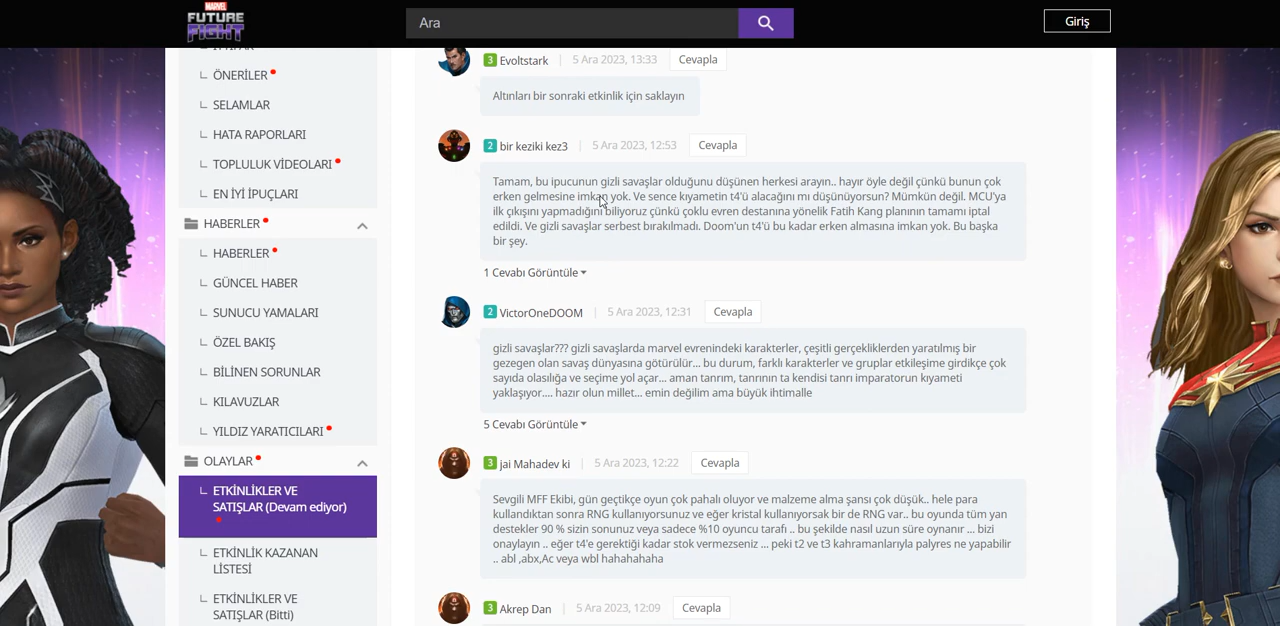 MARVEL
FUTURE
FIGHT
Ara
Giriş
ÖNERİLER
SELAMLAR
HATA RAPORLARI
TOPLULUK VİDEOLARI
EN İYİ İPUÇLARI
HABERLER
HABERLER
GÜNCEL HABER
SUNUCU YAMALARI
ÖZEL BAKIŞ
BİLİNEN SORUNLAR
KILAVUZLAR
YILDIZ YARATICILARI
OLAYLAR
ETKİNLİKLER VE
SATIŞLAR (Devam ediyor)
ETKİNLİK KAZANAN
LİSTESİ
ETKİNLİKLER VE
SATIŞLAR (Bitti)
3 Evoltstark | 5 Ara 2023, 13:33 Cevapla
Altınları bir sonraki etkinlik için saklayın
2 bir keziki kez3 | 5 Ara 2023, 12:53 Cevapla
Tamam, bu ipucunun gizli savaşlar olduğunu düşünen herkesi arayın.. hayır öyle değil çünkü bunun çok
erken gelmesine imkan yok. Ve sence kıyametin t4'ü alacağını mı düşünüyorsun? Mümkün değil. MCU'ya
ilk çıkışını yapmadığını biliyoruz çünkü çoklu evren destanına yönelik Fatih Kang planının tamamı iptal
edildi. Ve gizli savaşlar serbest bırakılmadı. Doom'un t4'ü bu kadar erken almasına imkan yok. Bu başka
bir şey.
1 Cevabı Görüntüle
2 VictorOneDOOM | 5 Ara 2023, 12:31 Cevapla
gizli savaşlar??? gizli savaşlarda marvel evrenindeki karakterler, çeşitli gerçekliklerden yaratılmış bir
gezegen olan savaş dünyasına götürülür... bu durum, farklı karakterler ve gruplar etkileşime girdikçe çok
sayıda olasılığa ve seçime yol açar... aman tanrım, tanrının ta kendisi tanrı imparatorun kıyameti
yaklaşıyor.... hazır olun millet... emin değilim ama büyük ihtimalle
5 Cevabı Görüntüle
3 jai Mahadev ki | 5 Ara 2023, 12:22 Cevapla
Sevgili MFF Ekibi, gün geçtikçe oyun çok pahalı oluyor ve malzeme alma şansı çok düşük.. hele para
kullandıktan sonra RNG kullanıyorsunuz ve eğer kristal kullanıyorsak bir de RNG var.. bu oyunda tüm yan
destekler 90 % sizin sonunuz veya sadece %10 oyuncu tarafı .. bu şekilde nasıl uzun süre oynanır ... bizi
onaylayın .. eğer t4'e gerektiği kadar stok vermezseniz ... peki t2 ve t3 kahramanlarıyla palyres ne yapabilir
.. abl ,abx,Ac veya wbl hahahahaha
3 Akrep Dan | 5 Ara 2023, 12:09 Cevapla